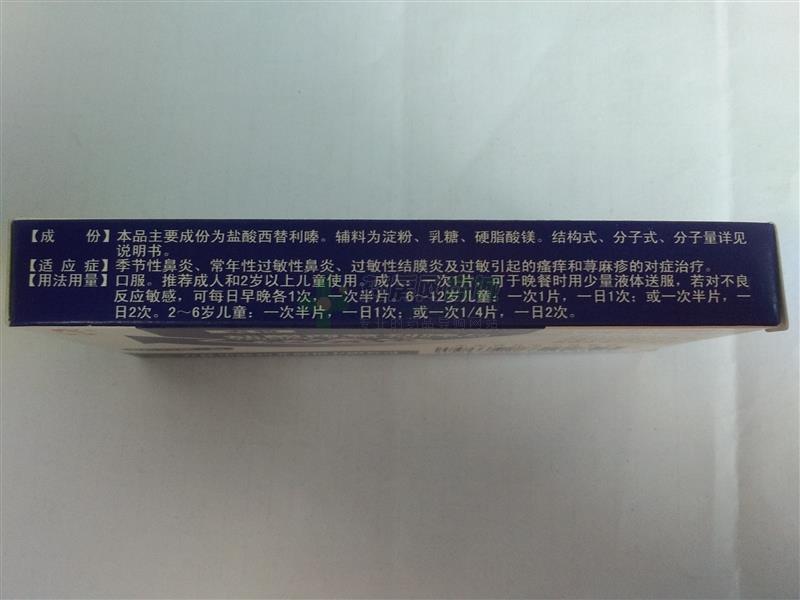 【成　　份】本品主要成份为盐酸西替利嗪。辅料为淀粉、乳糖、硬脂酸镁。结构式、分子式、分子量详见
说明书。
【适 应 症】季节性鼻炎、常年性过敏性鼻炎、过敏性结膜炎及过敏引起的瘙痒和荨麻疹的对症治疗。
【用法用量】口服。推荐成人和2岁以上儿童使用。成人：一次1片，可于晚餐时用少量液体送服，若对不良
反应敏感，可每日早晚各1次，一次半片。6～12岁儿童：一次1片，一日1次；或一次半片，一
日2次。2～6岁儿童：一次半片，一日1次；或一次1/4片，一日2次。